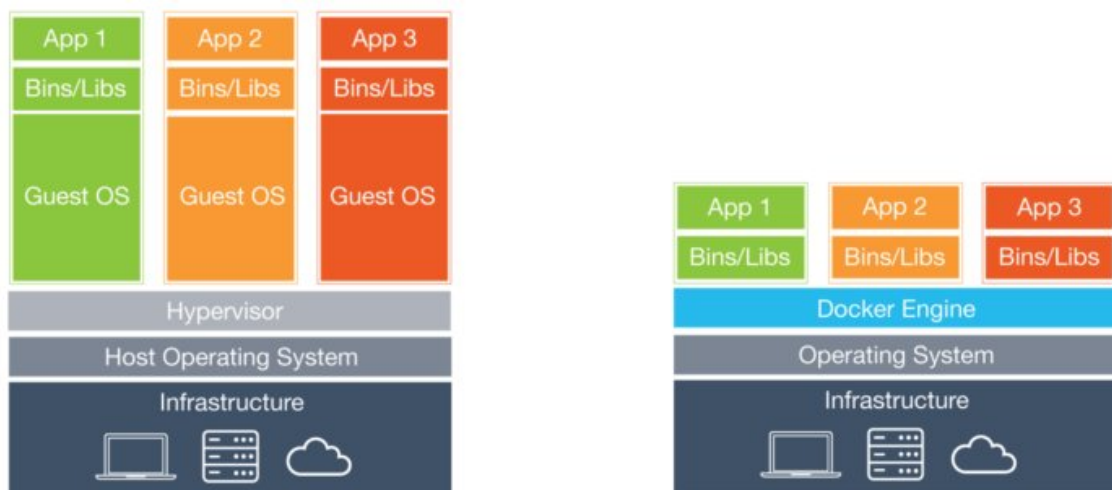 App 1
App 2
App 3
Bins/Libs
Bins/Libs
Bins/Libs
Guest OS
Guest OS
Guest OS
Hypervisor
Host Operating System
Infrastructure
App 1
App 2
App 3
Bins/Libs
Bins/Libs
Bins/Libs
Docker Engine
Operating System
Infrastructure